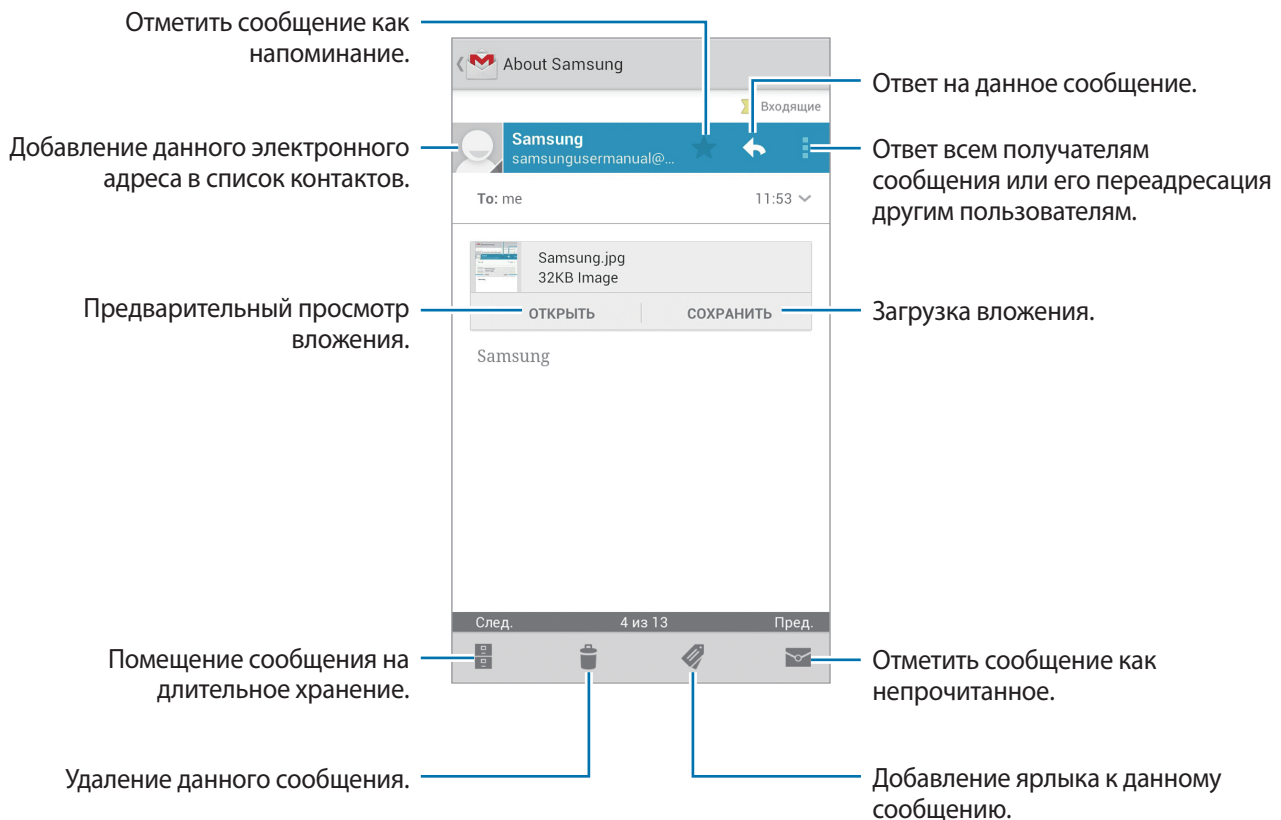 Отметить сообщение как
напоминание.
About Samsung
Ответ на данное сообщение.
Входящие
Добавление данного электронного
адреса в список контактов.
Samsung
samsungusermanual@...
Ответ всем получателям
сообщения или его переадресация
другим пользователям.
To: me
11:53
Samsung.jpg
32KB Image
Предварительный просмотр
вложения.
ОТКРЫТЬ
СОХРАНИТЬ
Загрузка вложения.
Samsung
След.
4 из 13
Пред.
Помещение сообщения на
длительное хранение.
Отметить сообщение как
непрочитанное.
Удаление данного сообщения.
Добавление ярлыка к данному
сообщению.